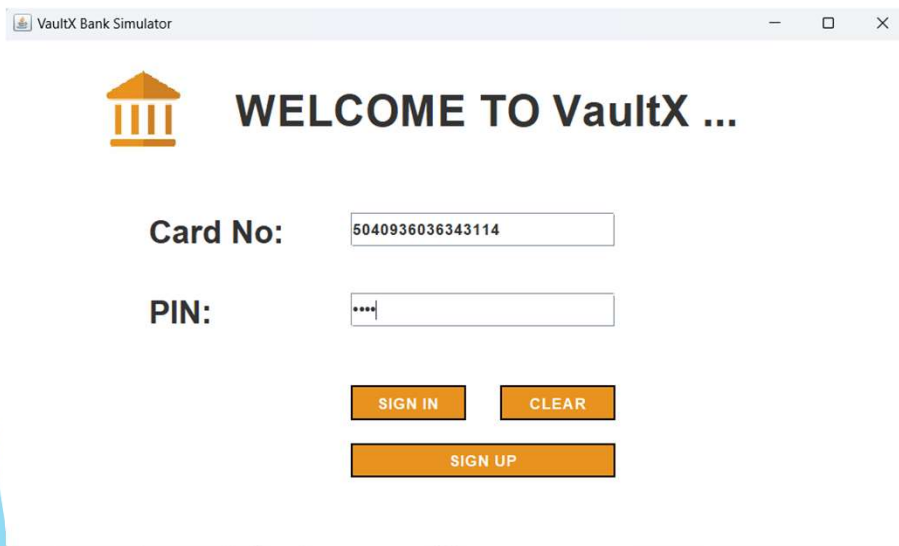 VaultX Bank Simulator
WELCOME TO VaultX ...
Card No: 5040936036343114
PIN: ••••
SIGN IN CLEAR
SIGN UP